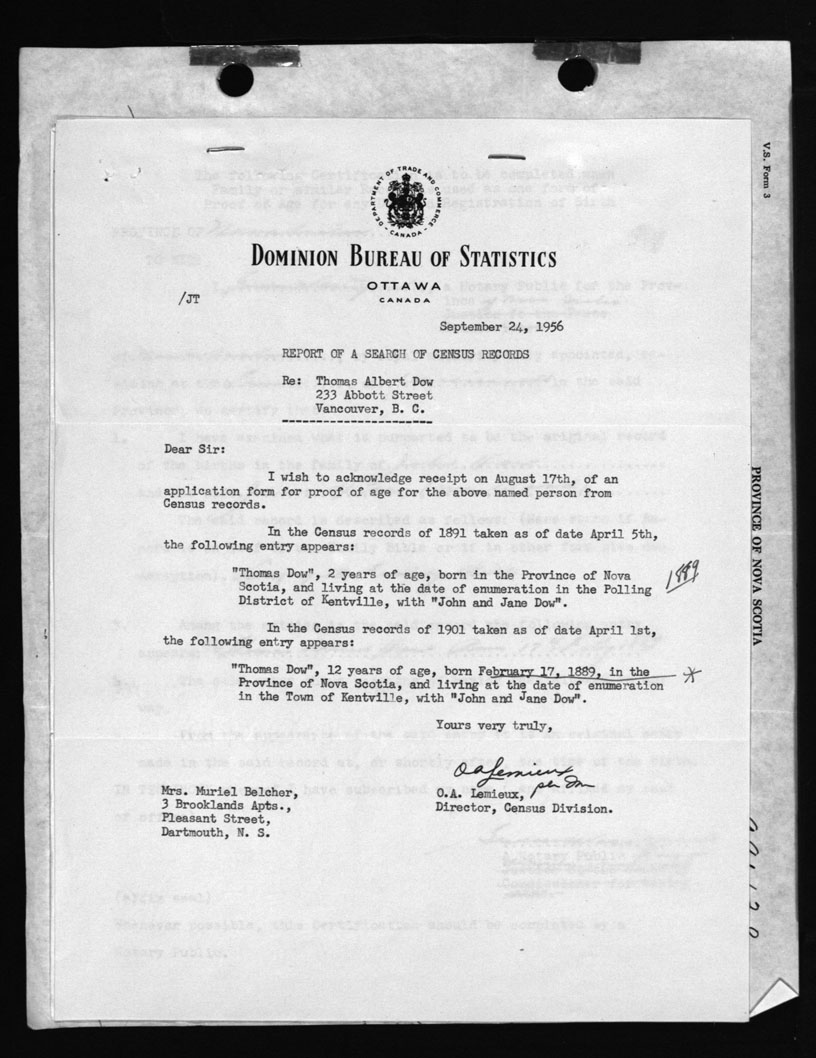 V.S. Form 3
PROVINCE OF NOVA SCOTIA
DEPARTMENT OF TRADE AND COMMERCE
CANADA
DOMINION BUREAU OF STATISTICS
OTTAWA
CANADA
/JT
September 24, 1956
REPORT OF A SEARCH OF CENSUS RECORDS
Re: Thomas Albert Dow
233 Abbott Street
Vancouver, B. C.
Dear Sir:
I wish to acknowledge receipt on August 17th, of an
application form for proof of age for the above named person from
Census records.
In the Census records of 1891 taken as of date April 5th,
the following entry appears:
"Thomas Dow", 2 years of age, born in the Province of Nova
Scotia, and living at the date of enumeration in the Polling
District of Kentville, with "John and Jane Dow".
1889
In the Census records of 1901 taken as of date April 1st,
the following entry appears:
"Thomas Dow", 12 years of age, born February 17, 1889, in the
Province of Nova Scotia, and living at the date of enumeration
in the Town of Kentville, with "John and Jane Dow".
Yours very truly,
O A Lemieux
O.A. Lemieux,
Director, Census Division.
Mrs. Muriel Belcher,
3 Brooklands Apts.,
Pleasant Street,
Dartmouth, N. S.